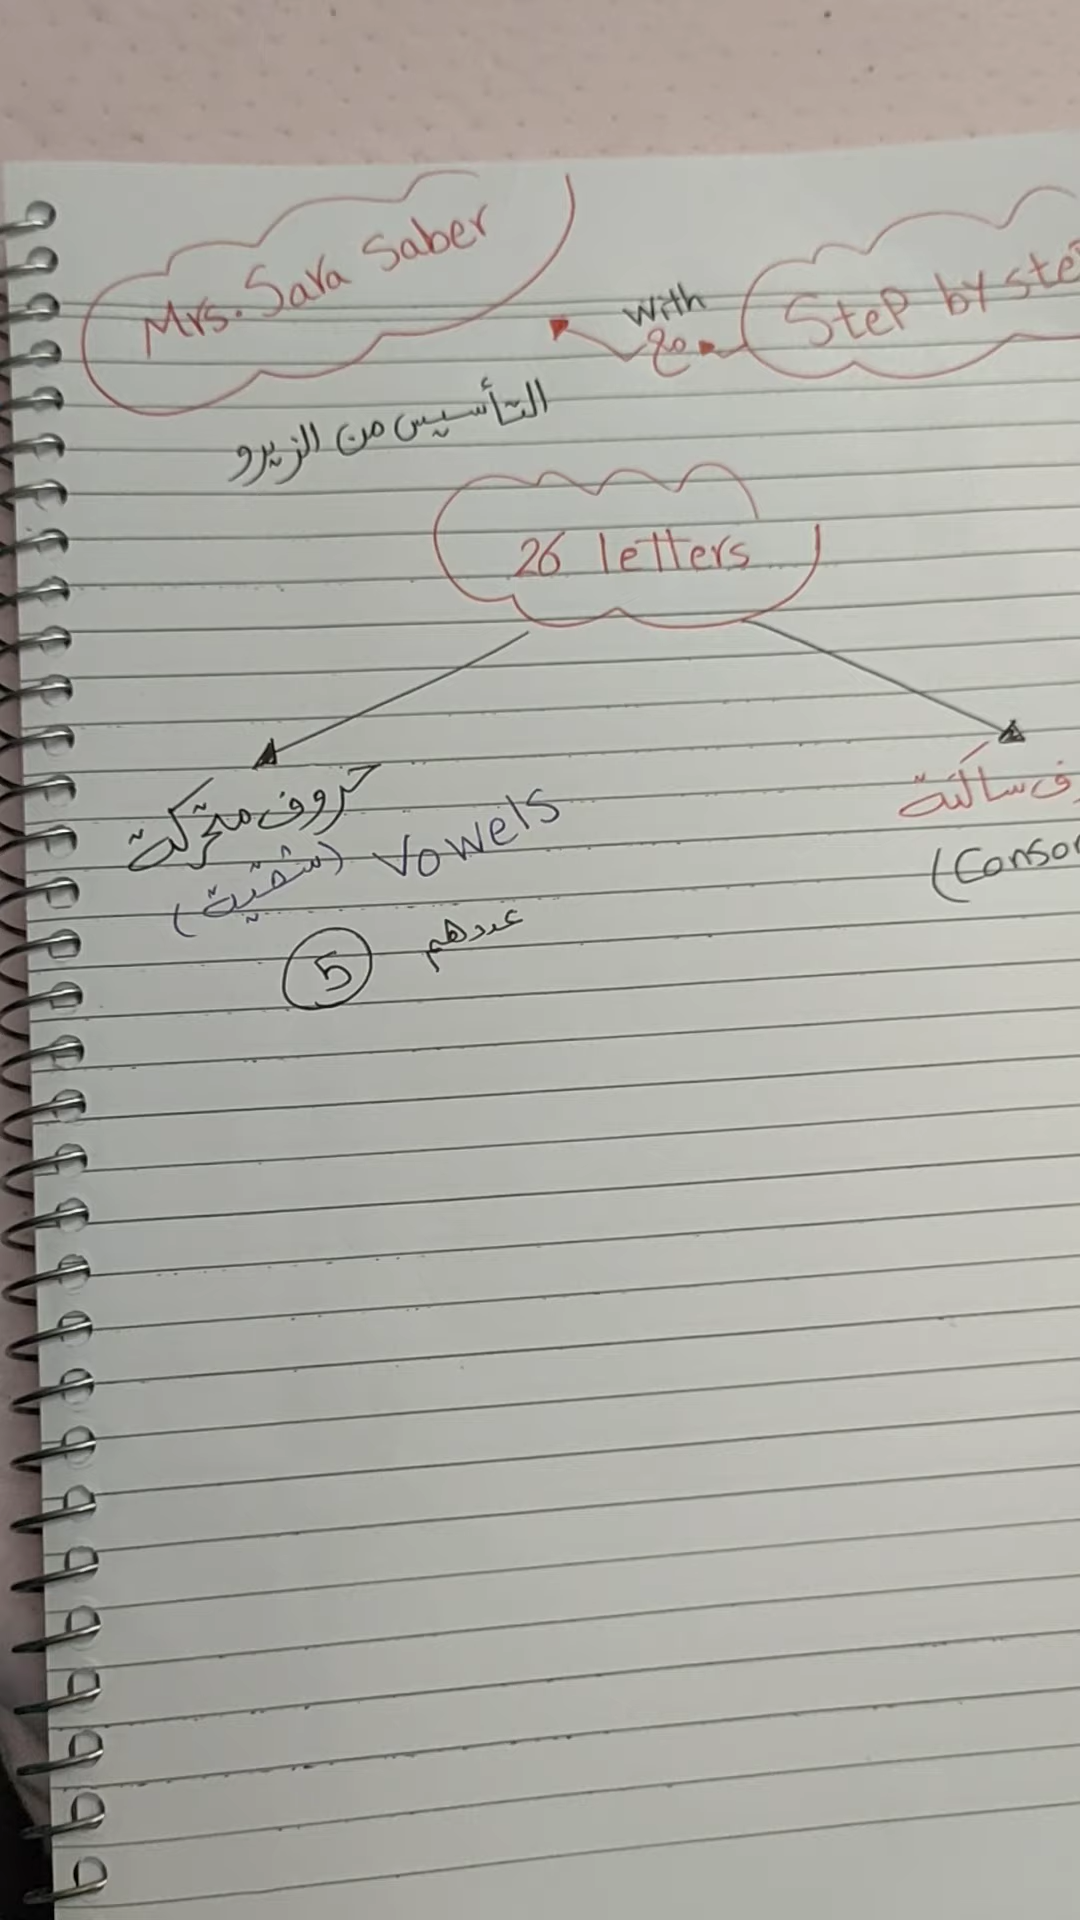 Mrs. Sara Saber
with
مع
Step by ste
التأسيس من الزيرو
26 letters
حروف متحركة
(شفتية) Vowels
عددهم 5
ف ساكنة
(Conso